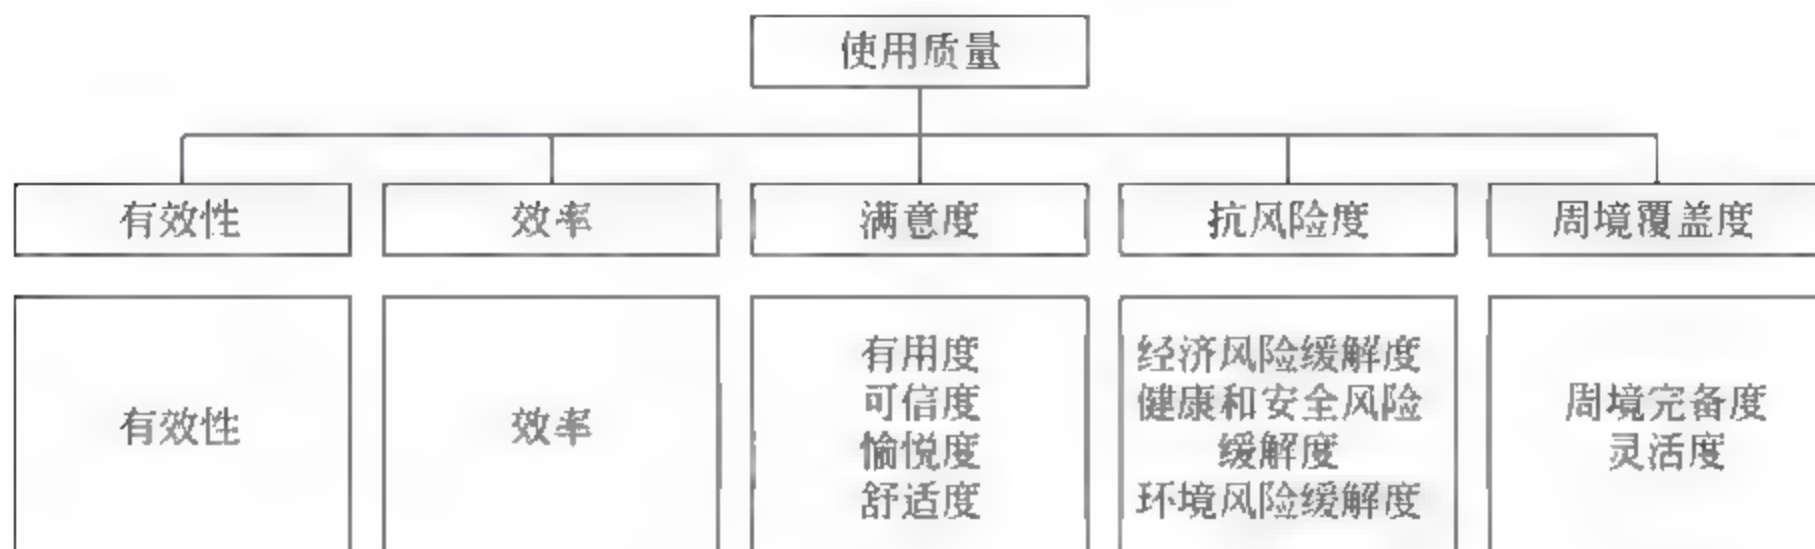 使用质量
有效性
效率
满意度
抗风险度
周境覆盖度
有效性
效率
有用度
可信度
愉悦度
舒适度
经济风险缓解度
健康和安全风险
缓解度
环境风险缓解度
周境完备度
灵活度